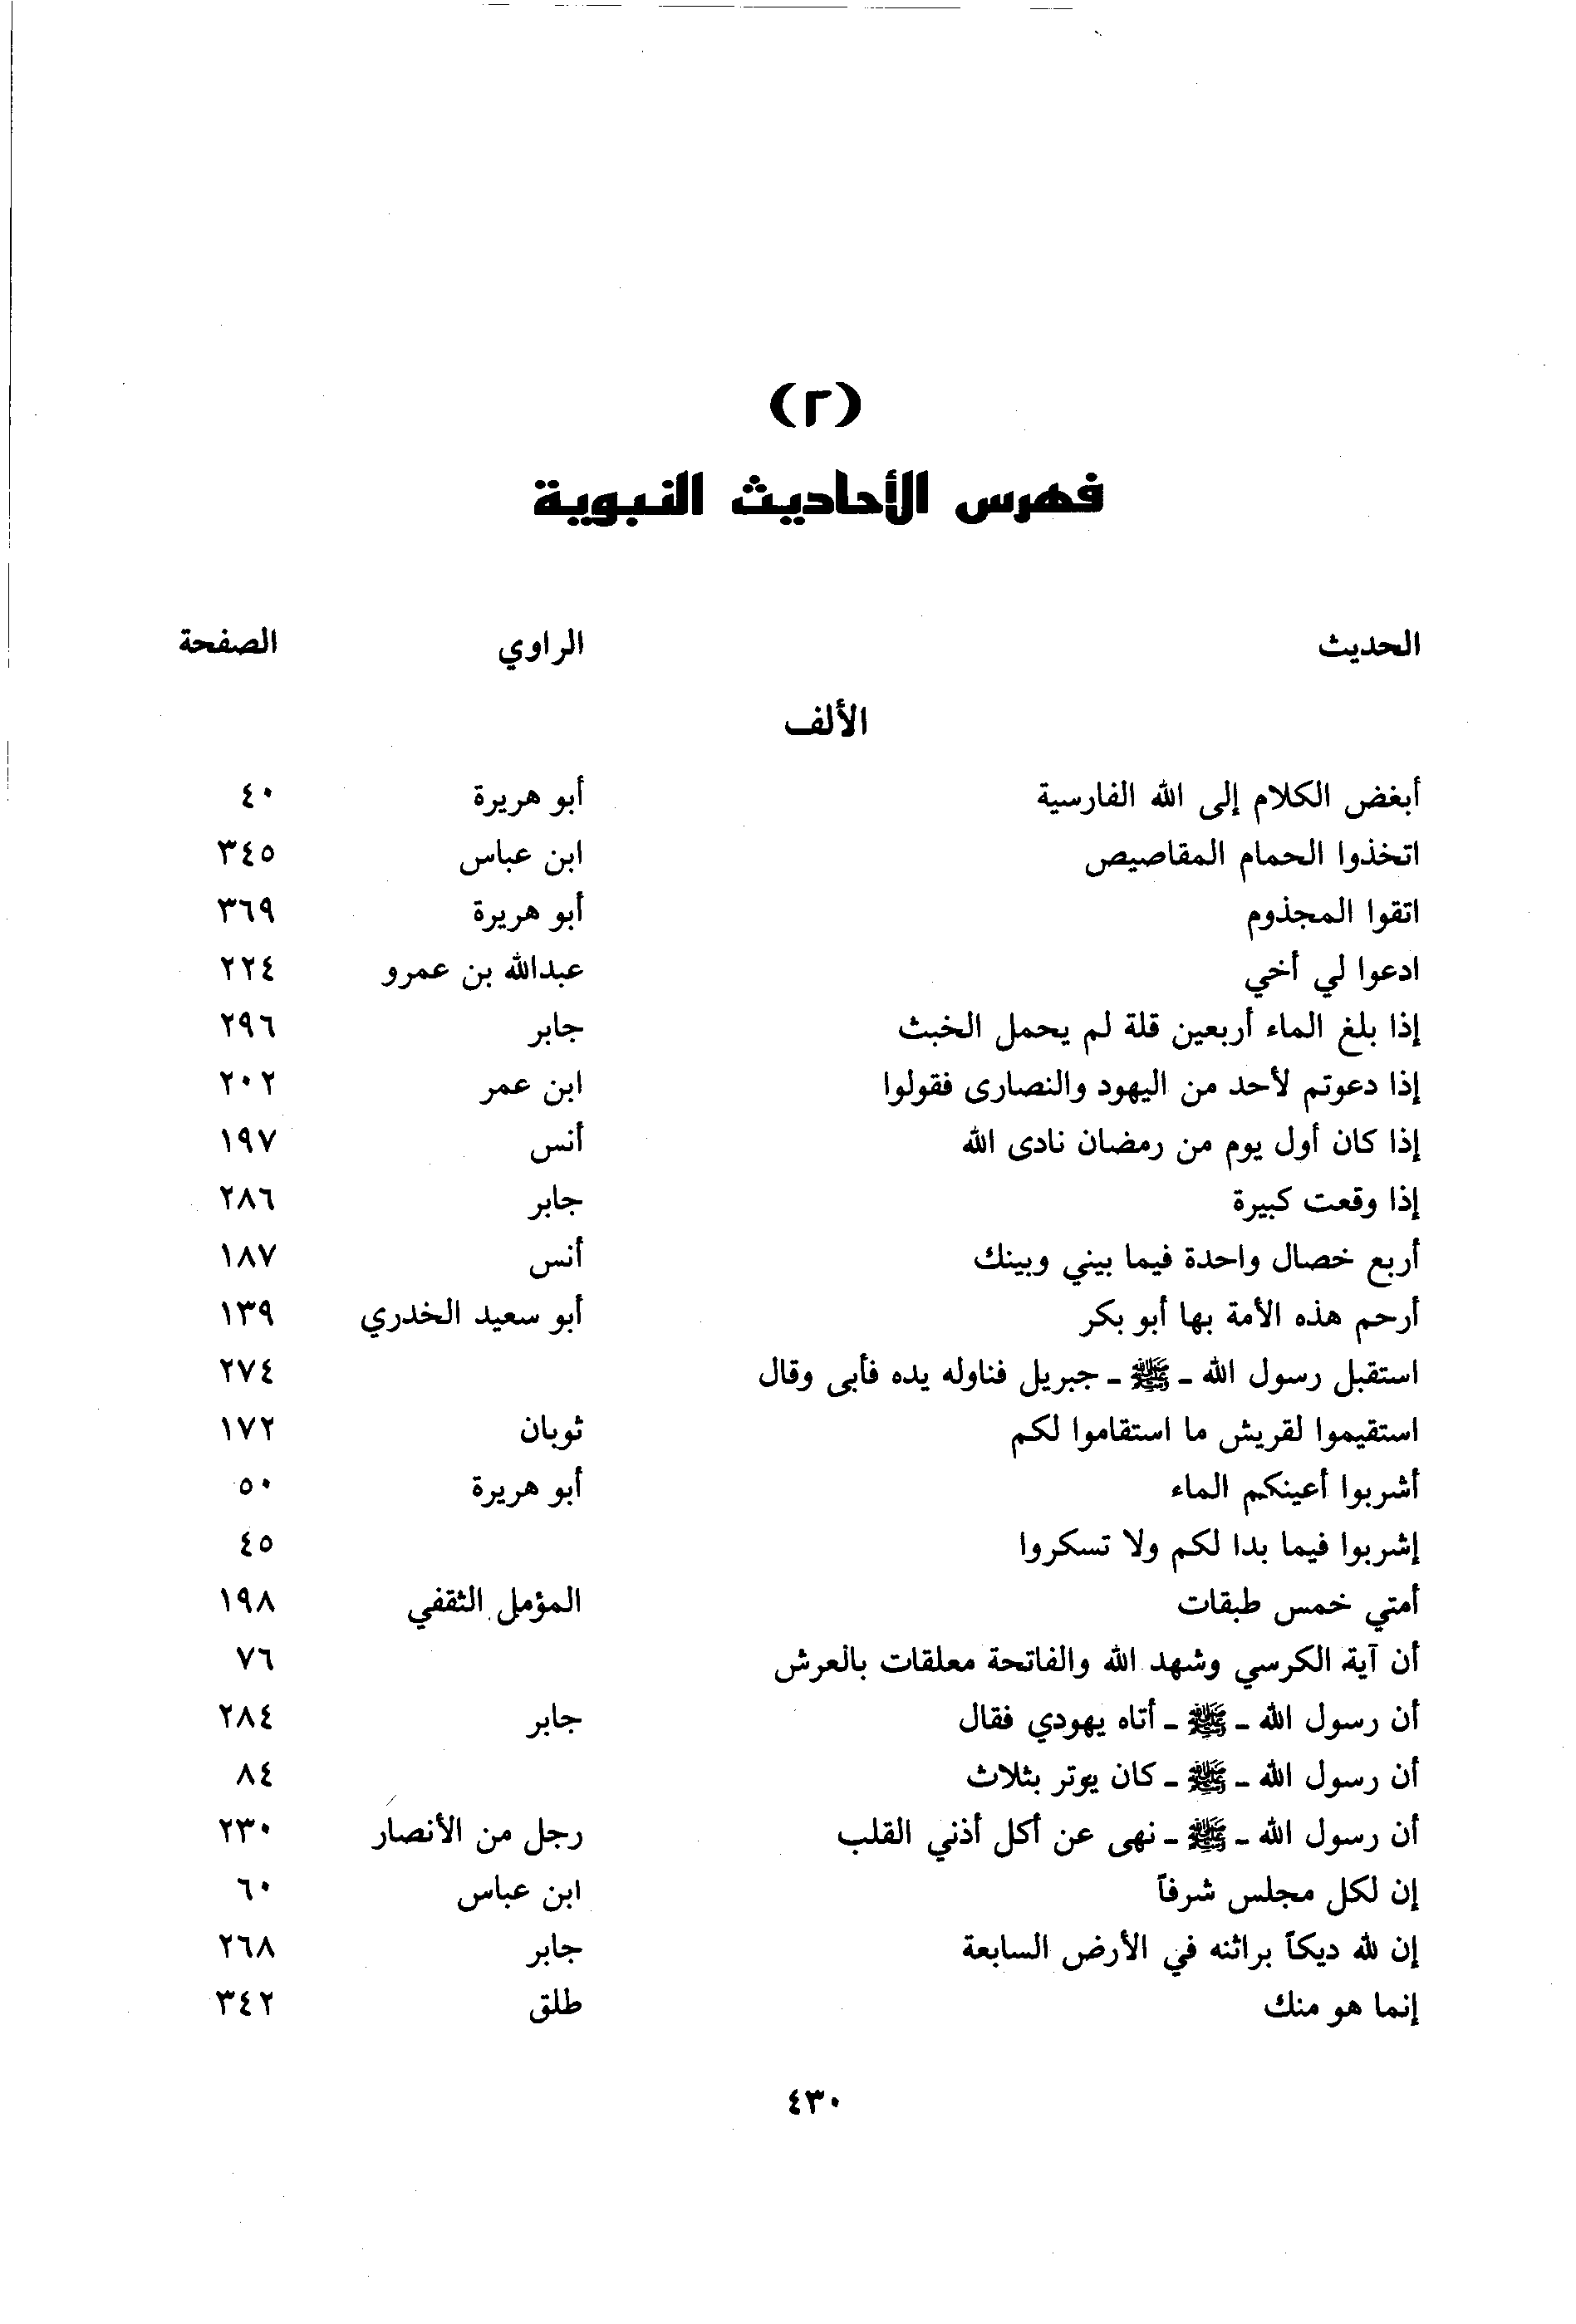 (٢)
فهرس الأحاديث النبوية
الحديث الراوي الصفحة
الألف
أبغض الكلام إلى الله الفارسية أبو هريرة ٤٠
اتخذوا الحمام المقاصيص ابن عباس ٣٤٥
اتقوا المجذوم أبو هريرة ٣٦٩
ادعوا لي أخي عبدالله بن عمرو ٢٢٤
إذا بلغ الماء أربعين قلة لم يحمل الخبث جابر ٢٩٦
إذا دعوتم لأحد من اليهود والنصارى فقولوا ابن عمر ٢٠٢
إذا كان أول يوم من رمضان نادى الله أنس ١٩٧
إذا وقعت كبيرة جابر ٢٨٦
أربع خصال واحدة فيما بيني وبينك أنس ١٨٧
أرحم هذه الأمة بها أبو بكر أبو سعيد الخدري ١٣٩
استقبل رسول الله - ﷺ - جبريل فناوله يده فأبى وقال ٢٧٤
استقيموا لقريش ما استقاموا لكم ثوبان ١٧٢
أشربوا أعينكم الماء أبو هريرة ٥٠
إشربوا فيما بدا لكم ولا تسكروا ٤٥
أمتي خمس طبقات المؤمل الثقفي ١٩٨
أن آية الكرسي وشهد الله والفاتحة معلقات بالعرش ٧٦
أن رسول الله - ﷺ - أتاه يهودي فقال جابر ٢٨٤
أن رسول الله - ﷺ - كان يوتر بثلاث ٨٤
أن رسول الله - ﷺ - نهى عن أكل أذني القلب رجل من الأنصار ٢٣٠
إن لكل مجلس شرفاً ابن عباس ٦٠
إن لله ديكاً براثنه في الأرض السابعة جابر ٢٦٨
إنما هو منك طلق ٣٤٢
٤٣٠